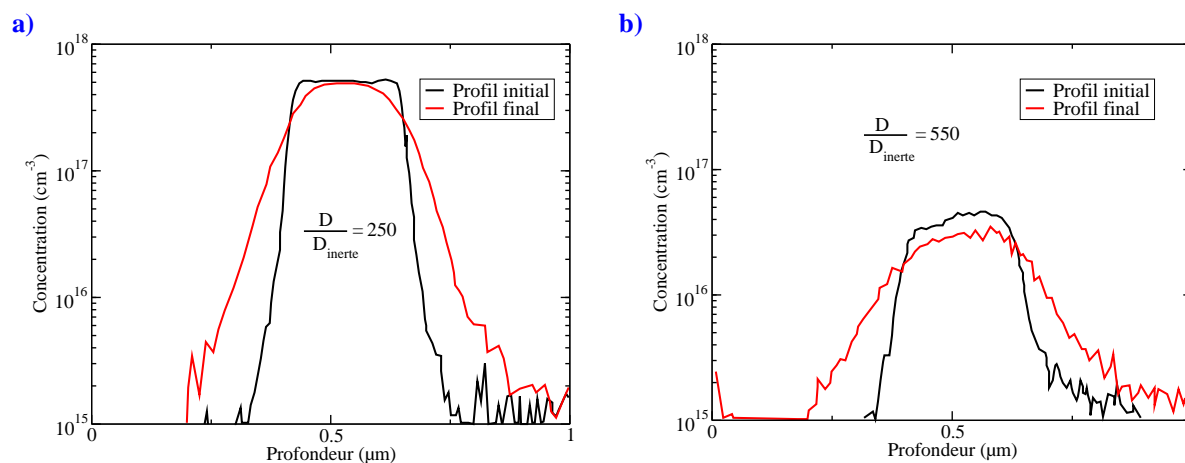 a)
10^18
10^17
10^16
10^15
Concentration (cm^-3)
Profil initial
Profil final
D
D_inerte
= 250
0
0.5
1
Profondeur (µm)
b)
10^18
10^17
10^16
10^15
Concentration (cm^-3)
Profil initial
Profil final
D
D_inerte
= 550
0
0.5
Profondeur (µm)